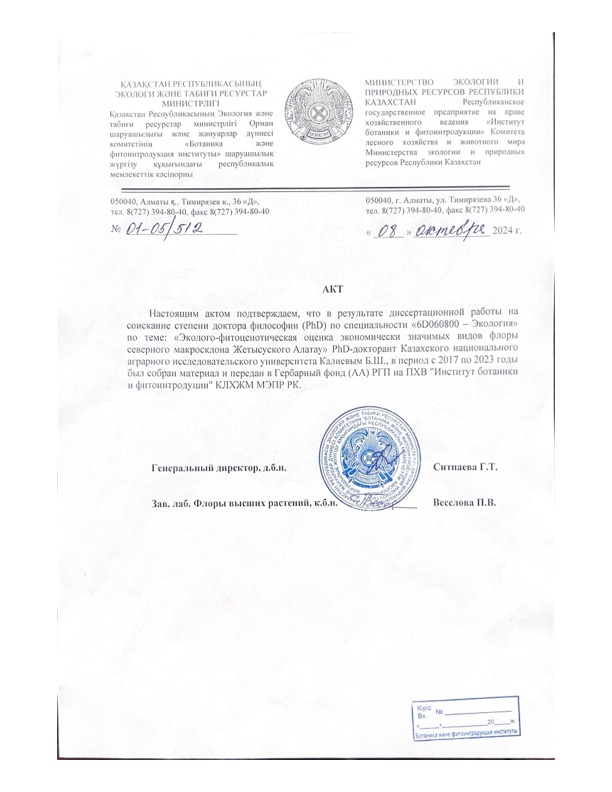 ҚАЗАҚСТАН РЕСПУБЛИКАСЫНЫҢ
ЭКОЛОГИ ЖӘНЕ ТАБИҒИ РЕСУРСТАР
МИНИСТРЛІГІ
Қазақстан Республикасының Экология және
табиғи ресурстар министрлігі Орман
шаруашылығы және жануарлар дүниесі
комитетінің «Ботаника және
фитоинтродукция институты» шаруашылық
жүргізу құқығындағы республикалық
мемлекеттік кәсіпорны
МИНИСТЕРСТВО ЭКОЛОГИИ И
ПРИРОДНЫХ РЕСУРСОВ РЕСПУБЛИКИ
КАЗАХСТАН Республиканское
государственное предприятие на праве
хозяйственного ведения «Институт
ботаники и фитоинтродукции» Комитета
лесного хозяйства и животного мира
Министерства экологии и природных
ресурсов Республики Казахстан
050040, Алматы қ., Тимирязев к., 36 «Д»,
тел. 8(727) 394-80-40, факс 8(727) 394-80-40
050040, г. Алматы, ул. Тимирязева 36 «Д»,
тел. 8(727) 394-80-40, факс 8(727) 394-80-40
№ 01-05/512
« 08 » октября 2024 г.
АКТ
Настоящим актом подтверждаем, что в результате диссертационной работы на
соискание степени доктора философии (PhD) по специальности «6D060800 – Экология»
по теме: «Эколого-фитоценотическая оценка экономически значимых видов флоры
северного макросклона Жетысуского Алатау» PhD-докторант Казахского национального
аграрного исследовательского университета Калиевым Б.Ш., в период с 2017 по 2023 годы
был собран материал и передан в Гербарный фонд (АА) РГП на ПХВ "Институт ботаники
и фитоинтродуции" КЛХЖМ МЭПР РК.
Генеральный директор, д.б.н. Ситпаева Г.Т.
Зав. лаб. Флоры высших растений, к.б.н. Веселова П.В.
Кіріс
Вх. №
« » 20 ж.
Ботаника және фитоинтродукция институты